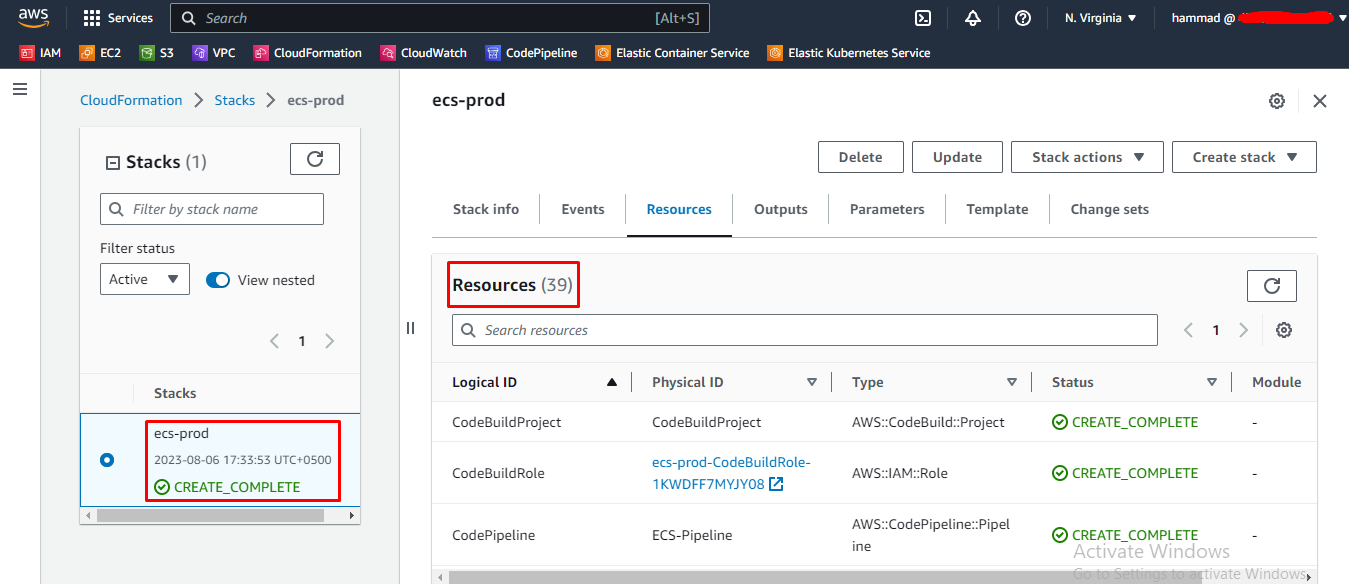 aws
Services
Search
[Alt+S]
N. Virginia
hammad @
IAM
EC2
S3
VPC
CloudFormation
CloudWatch
CodePipeline
Elastic Container Service
Elastic Kubernetes Service
CloudFormation
Stacks
ecs-prod
Stacks (1)
Filter by stack name
Filter status
Active
View nested
1
Stacks
ecs-prod
2023-08-06 17:33:53 UTC+0500
CREATE_COMPLETE
ecs-prod
Delete
Update
Stack actions
Create stack
Stack info
Events
Resources
Outputs
Parameters
Template
Change sets
Resources (39)
Search resources
1
Logical ID
Physical ID
Type
Status
Module
CodeBuildProject
CodeBuildProject
AWS::CodeBuild::Project
CREATE_COMPLETE
-
CodeBuildRole
ecs-prod-CodeBuildRole-
1KWDFF7MYJY08
AWS::IAM::Role
CREATE_COMPLETE
-
CodePipeline
ECS-Pipeline
AWS::CodePipeline::Pipel
ine
CREATE_COMPLETE
-
Activate Windows
Go to Settings to activate Windows.